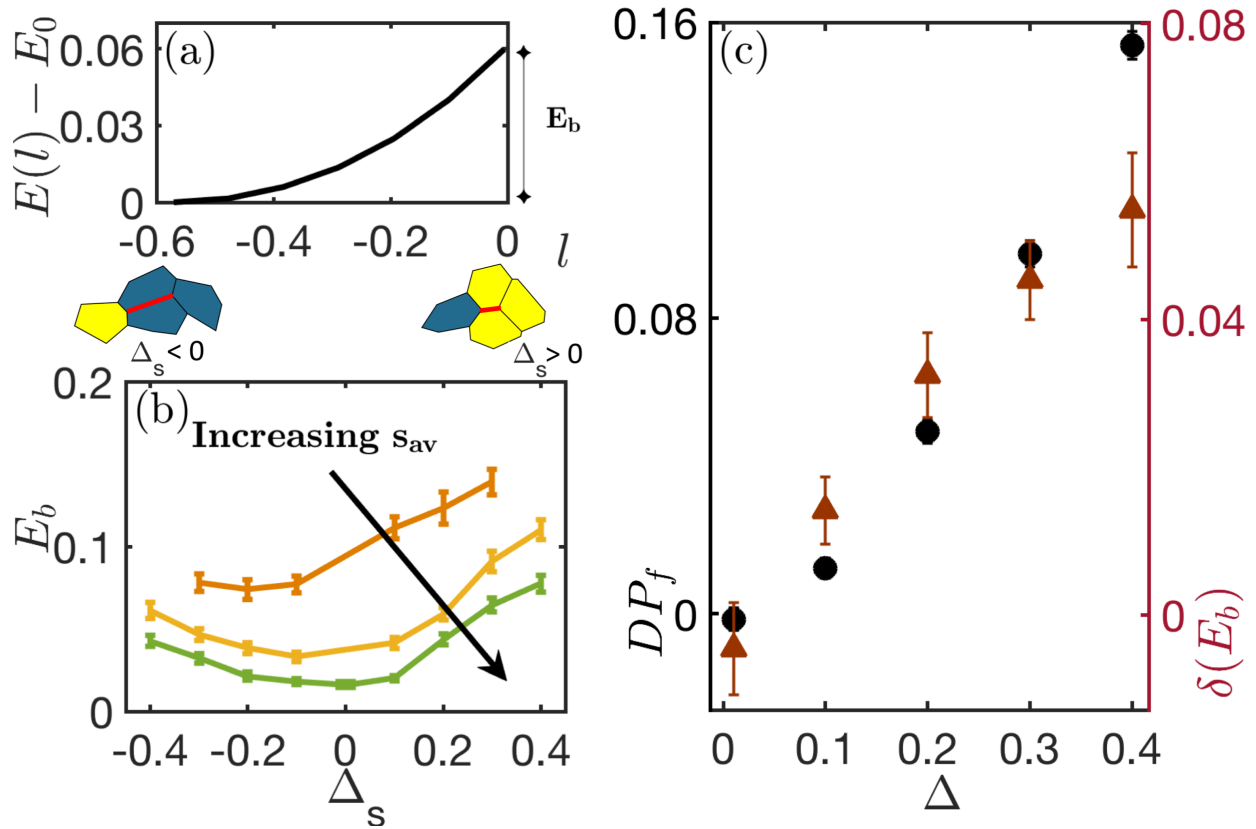 (a)
E(l) − E₀
0.06
0.03
0
-0.6
-0.4
-0.2
0
l
E_b
Δ_s < 0
Δ_s > 0
(b)
Increasing s_av
E_b
0.2
0.1
0
-0.4
-0.2
0
0.2
0.4
Δ_s
(c)
DP_f
0.16
0.08
0
0
0.1
0.2
0.3
0.4
Δ
0.08
0.04
0
δ(E_b)